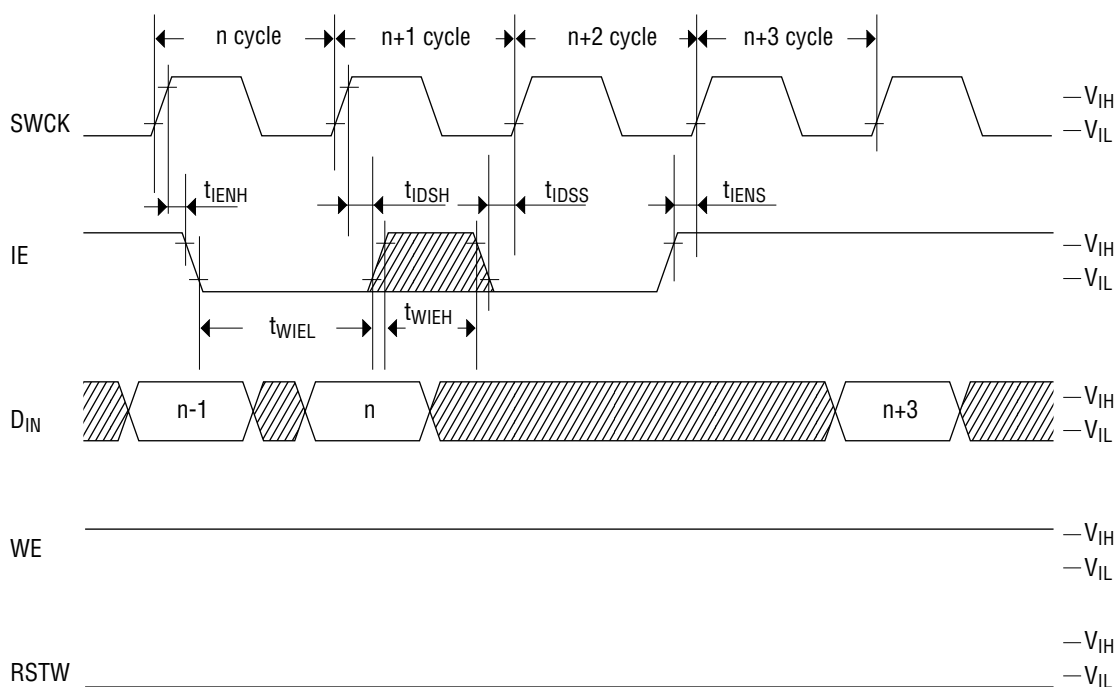 n cycle n+1 cycle n+2 cycle n+3 cycle
SWCK
VIH
VIL
tIENH tIDSH tIDSS tIENS
IE
VIH
VIL
tWIEL tWIEH
DIN
n-1 n n+3
VIH
VIL
WE
VIH
VIL
RSTW
VIH
VIL